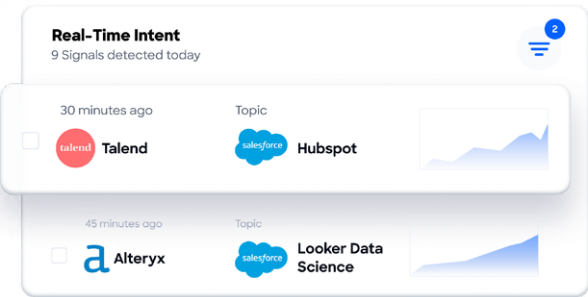 Real-Time Intent
2
9 Signals detected today
30 minutes ago
Topic
talend
Talend
salesforce
Hubspot
45 minutes ago
Topic
a
Alteryx
salesforce
Looker Data
Science